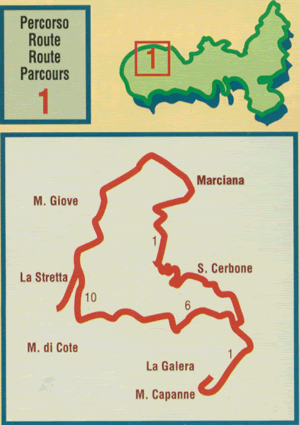 Percorso
Route
Route
Parcours
1
1
Marciana
M. Giove
1
S. Cerbone
La Stretta
10
6
M. di Cote
1
La Galera
M. Capanne